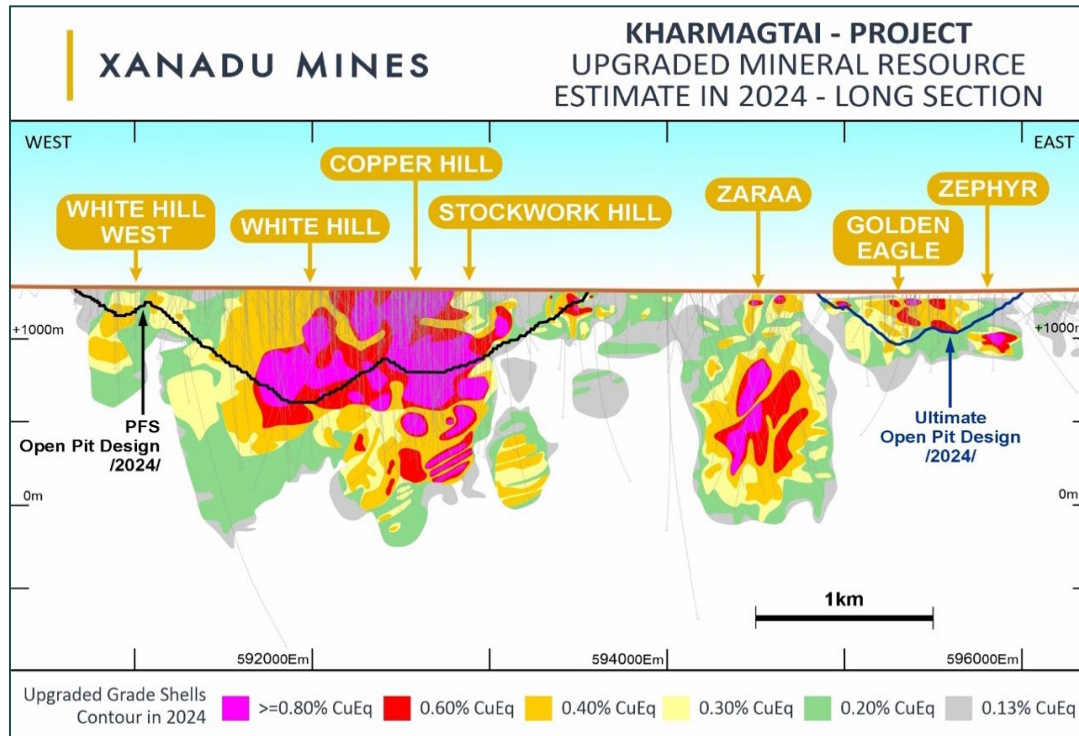 XANADU MINES
KHARMAGTAI - PROJECT
UPGRADED MINERAL RESOURCE
ESTIMATE IN 2024 - LONG SECTION
WEST
EAST
COPPER HILL
WHITE HILL
WEST
WHITE HILL
STOCKWORK HILL
ZARAA
GOLDEN
EAGLE
ZEPHYR
+1000m
+1000m
PFS
Open Pit Design
/2024/
Ultimate
Open Pit Design
/2024/
0m
0m
1km
592000Em
594000Em
596000Em
Upgraded Grade Shells
Contour in 2024
>=0.80% CuEq
0.60% CuEq
0.40% CuEq
0.30% CuEq
0.20% CuEq
0.13% CuEq